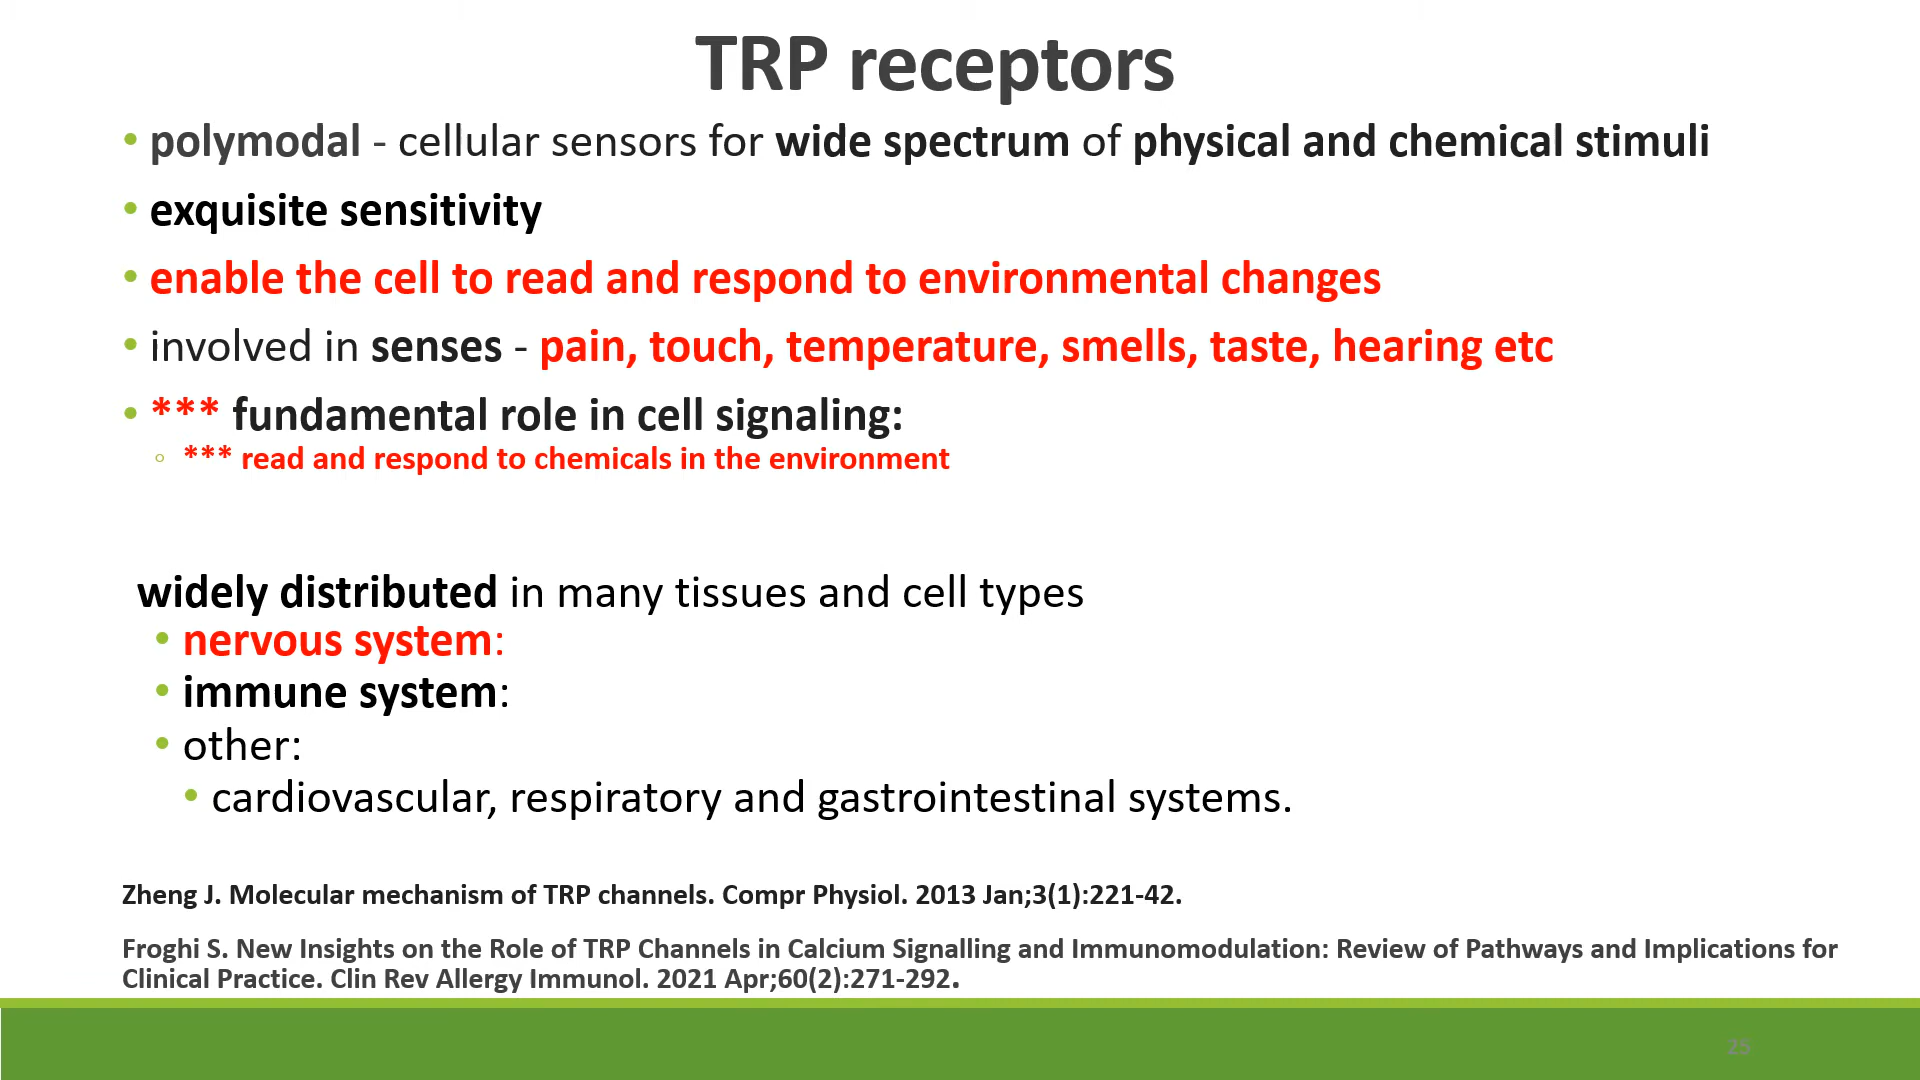 TRP receptors
• polymodal - cellular sensors for wide spectrum of physical and chemical stimuli
• exquisite sensitivity
• enable the cell to read and respond to environmental changes
• involved in senses - pain, touch, temperature, smells, taste, hearing etc
• *** fundamental role in cell signaling:
◦ *** read and respond to chemicals in the environment
widely distributed in many tissues and cell types
• nervous system:
• immune system:
• other:
• cardiovascular, respiratory and gastrointestinal systems.
Zheng J. Molecular mechanism of TRP channels. Compr Physiol. 2013 Jan;3(1):221-42.
Froghi S. New Insights on the Role of TRP Channels in Calcium Signalling and Immunomodulation: Review of Pathways and Implications for
Clinical Practice. Clin Rev Allergy Immunol. 2021 Apr;60(2):271-292.
25